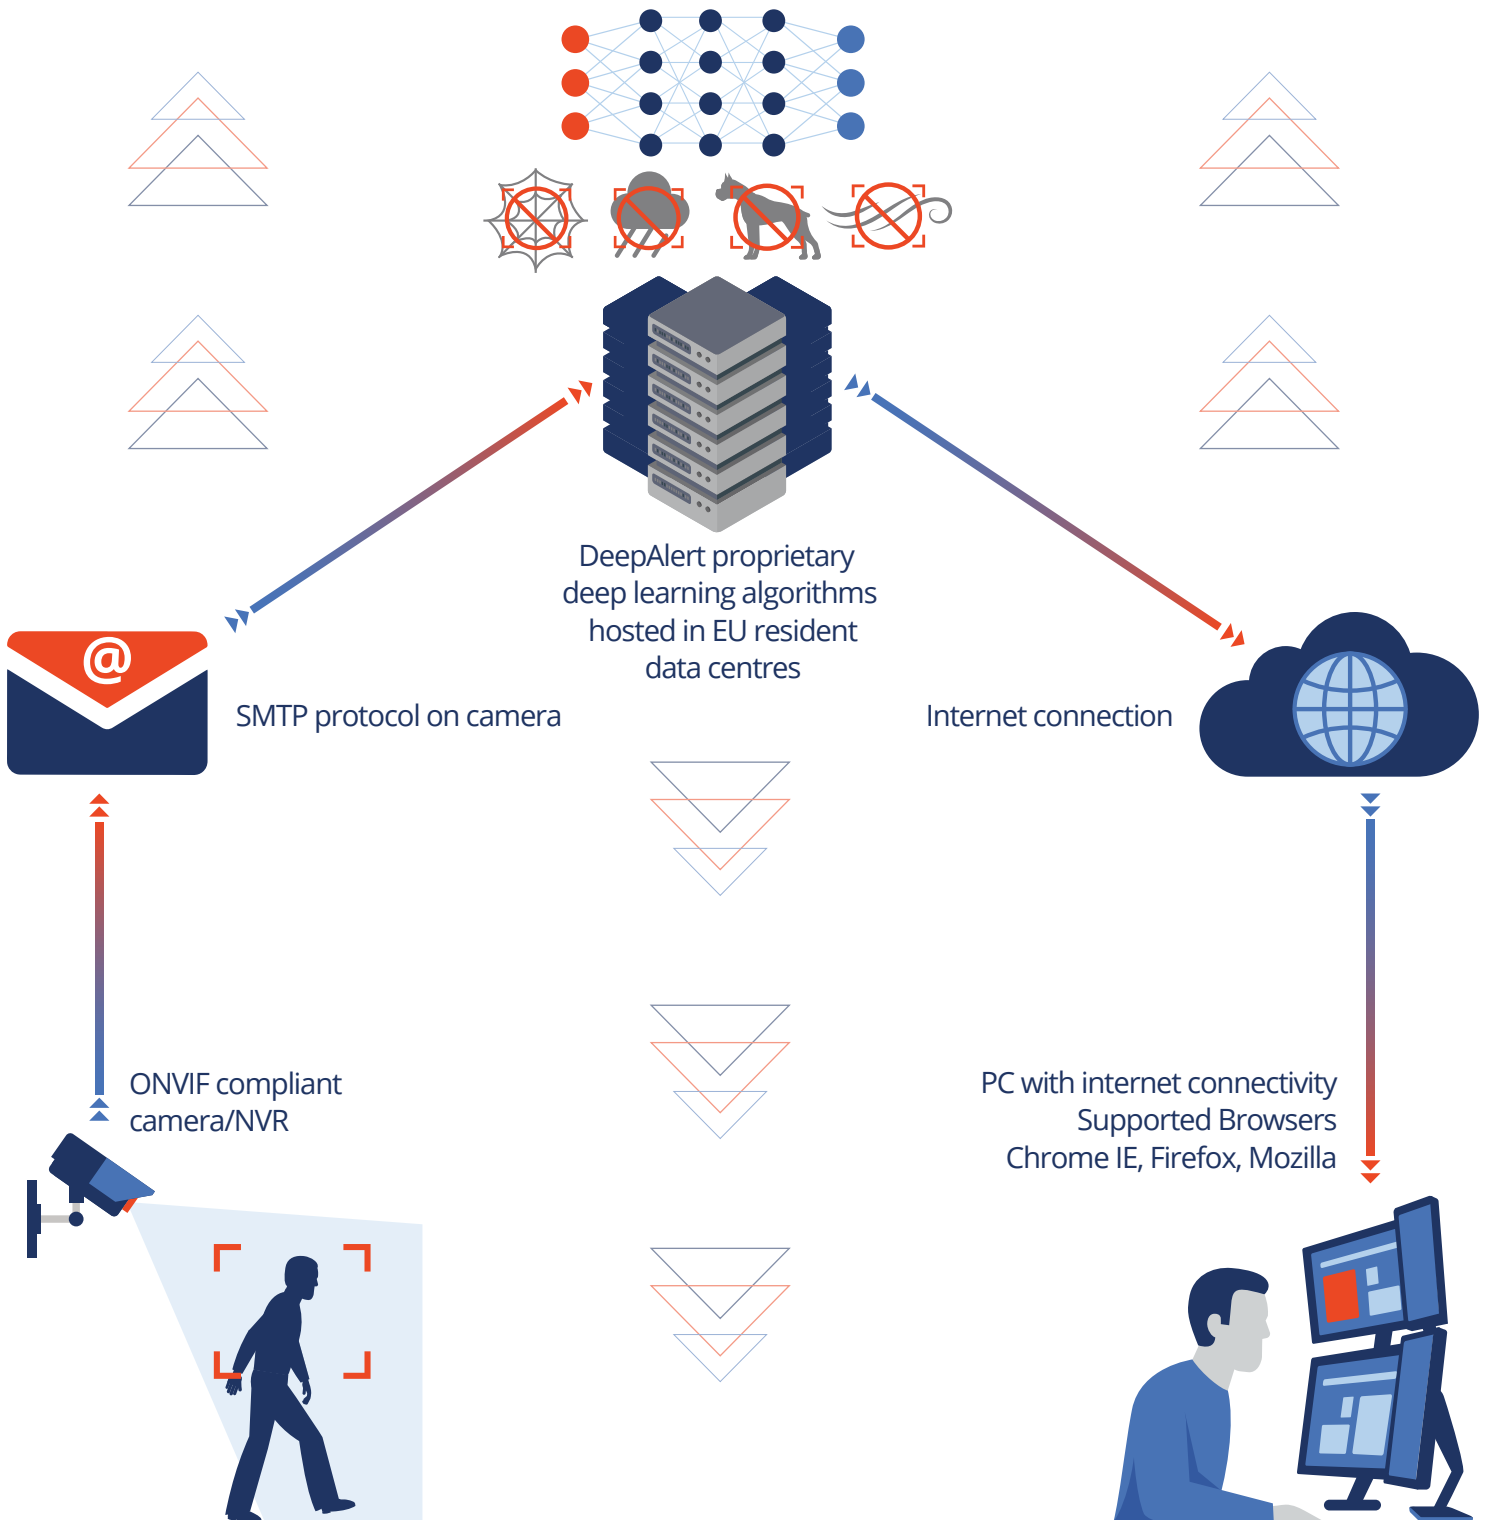 DeepAlert proprietary
deep learning algorithms
hosted in EU resident
data centres
@
SMTP protocol on camera
Internet connection
ONVIF compliant
camera/NVR
PC with internet connectivity
Supported Browsers
Chrome IE, Firefox, Mozilla